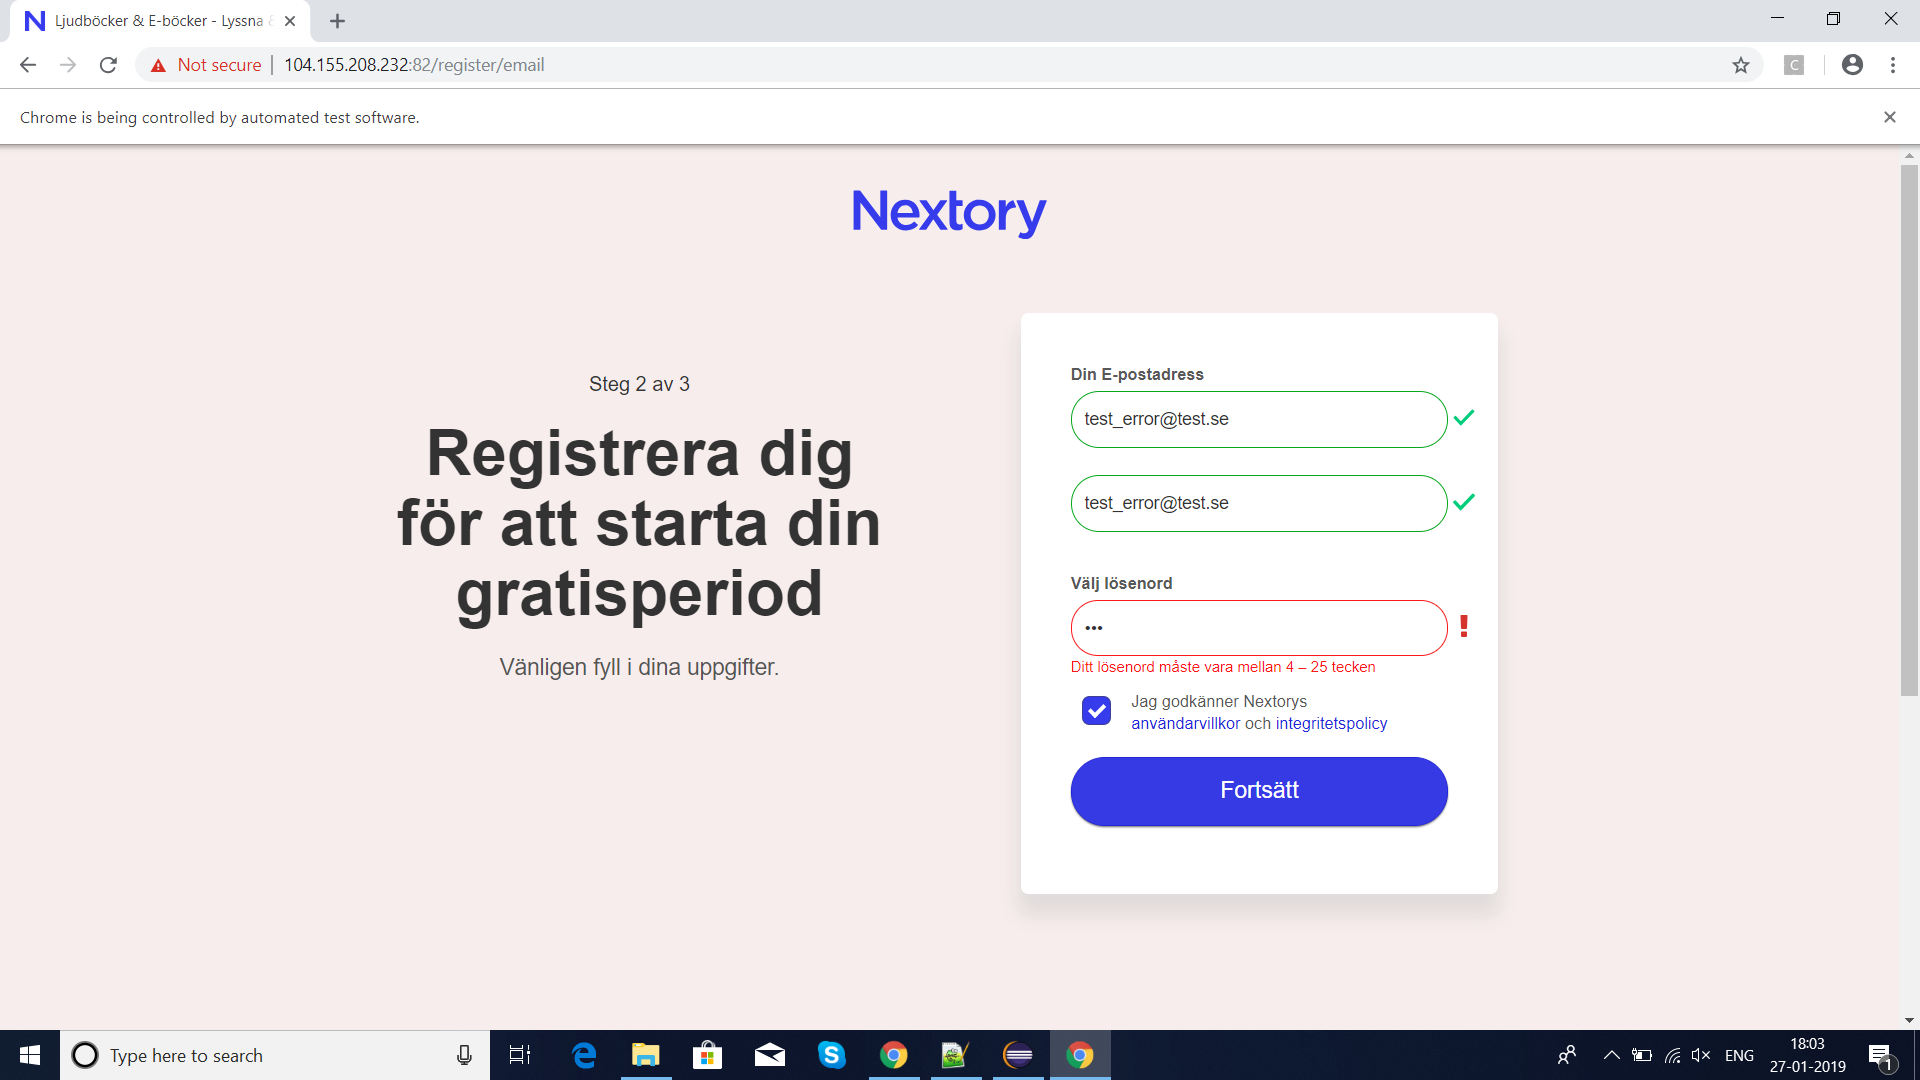 Ljudböcker & E-böcker - Lyssna
Not secure
104.155.208.232:82/register/email
C
Chrome is being controlled by automated test software.
Nextory
Steg 2 av 3
Registrera dig
för att starta din
gratisperiod
Vänligen fyll i dina uppgifter.
Din E-postadress
test_error@test.se
test_error@test.se
Välj lösenord
•••
Ditt lösenord måste vara mellan 4 – 25 tecken
Jag godkänner Nextorys
användarvillkor och integritetspolicy
Fortsätt
Type here to search
ENG
18:03
27-01-2019
1